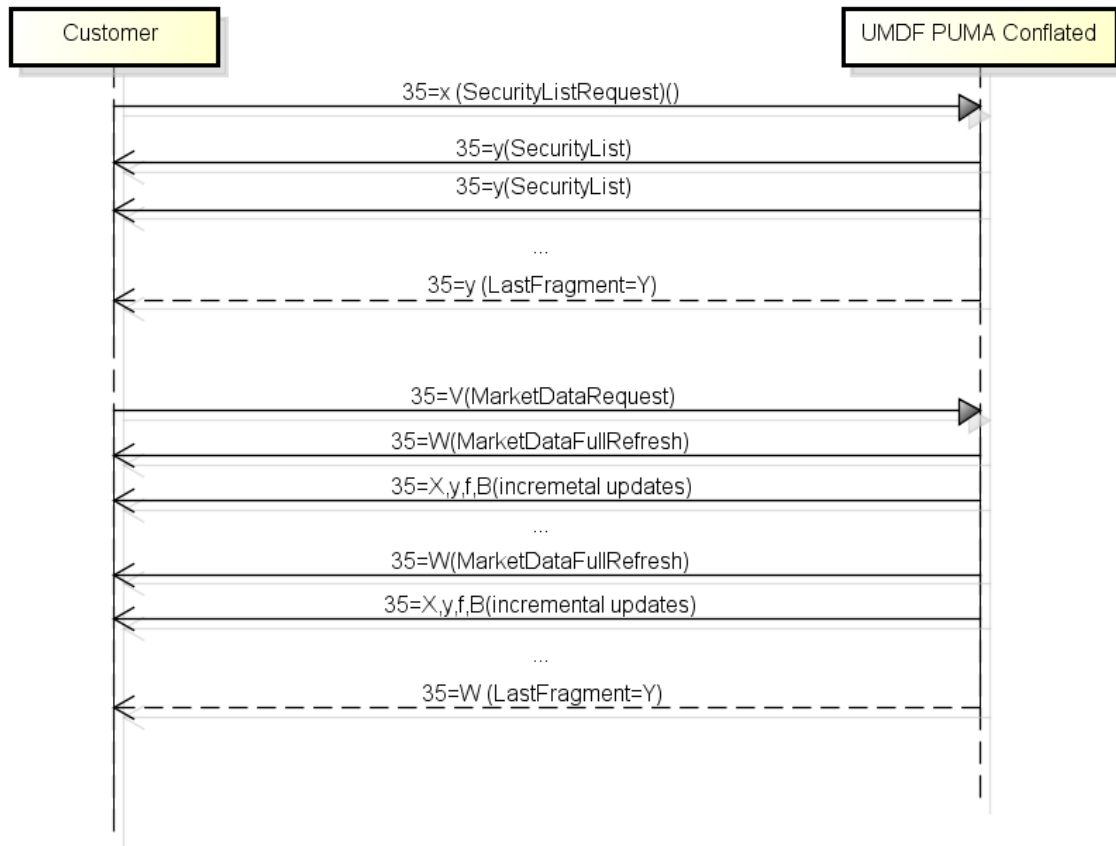 Customer
UMDF PUMA Conflated
35=x (SecurityListRequest)()
35=y(SecurityList)
35=y(SecurityList)
...
35=y (LastFragment=Y)
35=V(MarketDataRequest)
35=W(MarketDataFullRefresh)
35=X,y,f,B(incremetal updates)
...
35=W(MarketDataFullRefresh)
35=X,y,f,B(incremental updates)
...
35=W (LastFragment=Y)